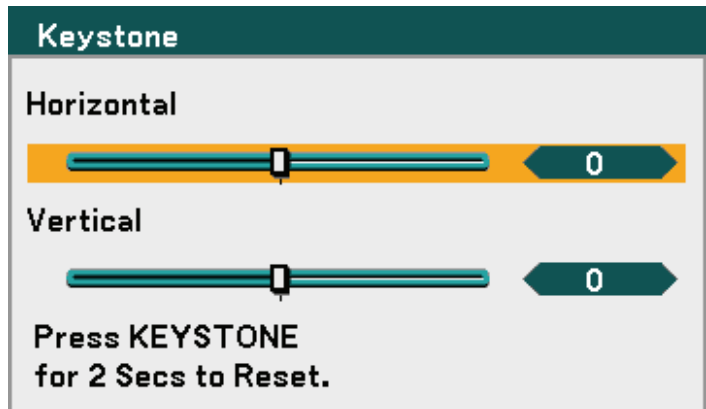 Keystone
Horizontal
0
Vertical
0
Press KEYSTONE
for 2 Secs to Reset.